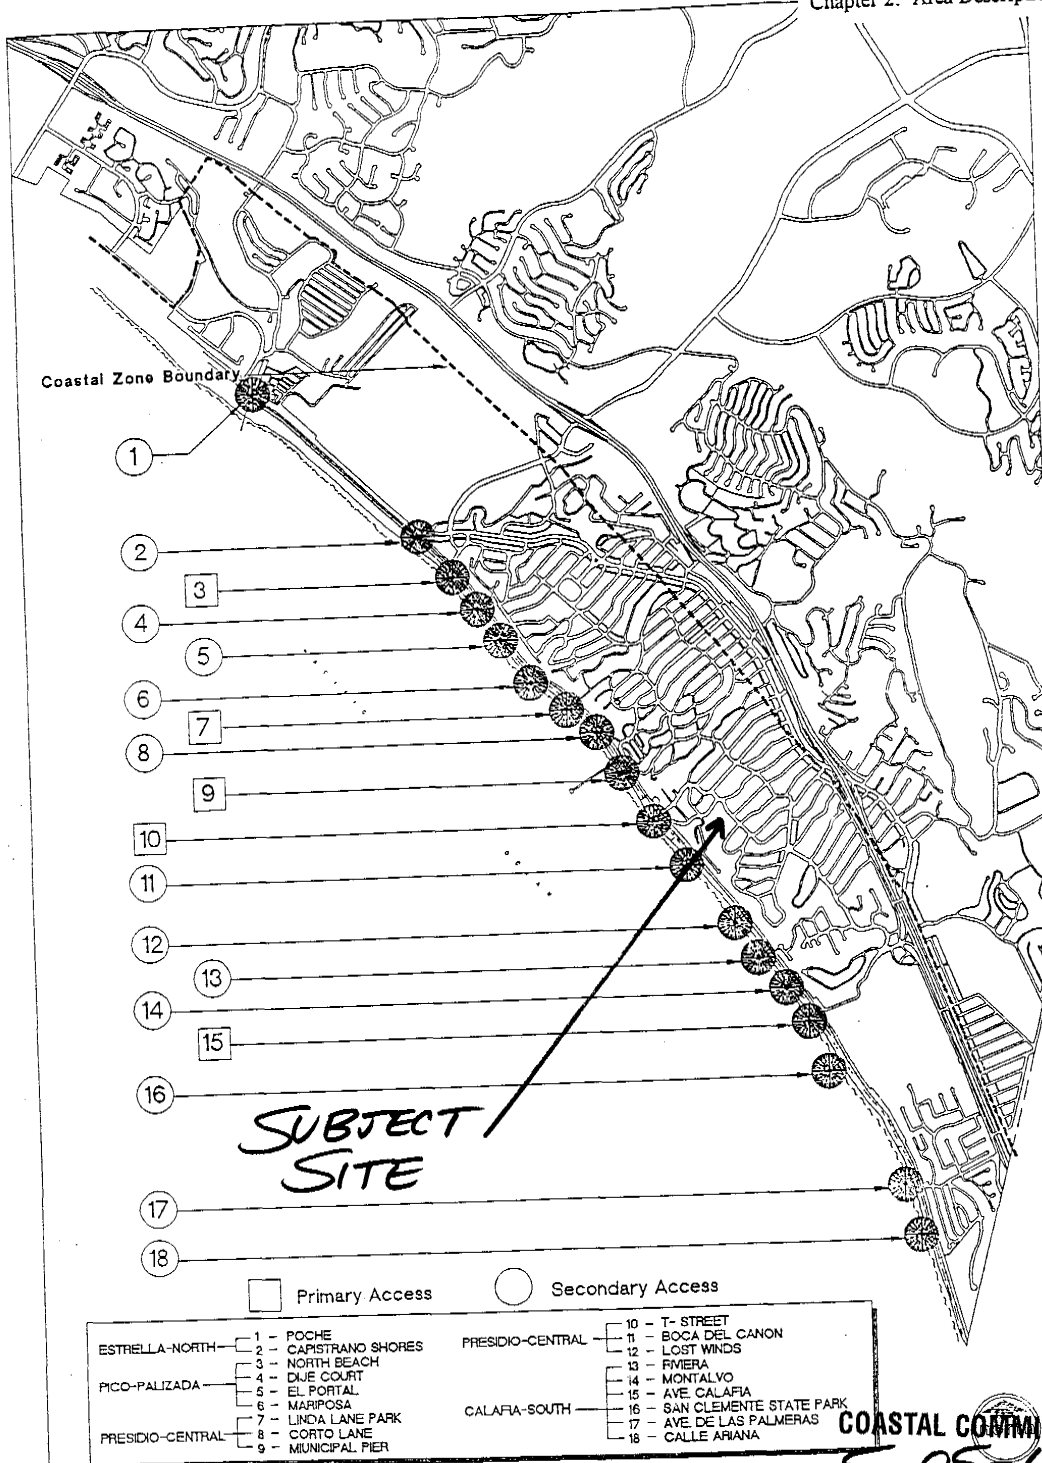 Chapter 2:
Coastal Zone Boundary
1
2
3
4
5
6
7
8
9
10
11
12
13
14
15
16
SUBJECT
SITE
17
18
Primary Access
Secondary Access
ESTRELLA-NORTH
1 - POCHE
2 - CAPISTRANO SHORES
PICO-PALIZADA
3 - NORTH BEACH
4 - DIJE COURT
5 - EL PORTAL
6 - MARIPOSA
PRESIDIO-CENTRAL
7 - LINDA LANE PARK
8 - CORTO LANE
9 - MIUNICIPAL PIER
PRESIDIO-CENTRAL
10 - T- STREET
11 - BOCA DEL CANON
12 - LOST WINDS
CALAFIA-SOUTH
13 - RIVIERA
14 - MONTALVO
15 - AVE. CALAFIA
16 - SAN CLEMENTE STATE PARK
17 - AVE. DE LAS PALMERAS
18 - CALLE ARIANA
COASTAL COMMI